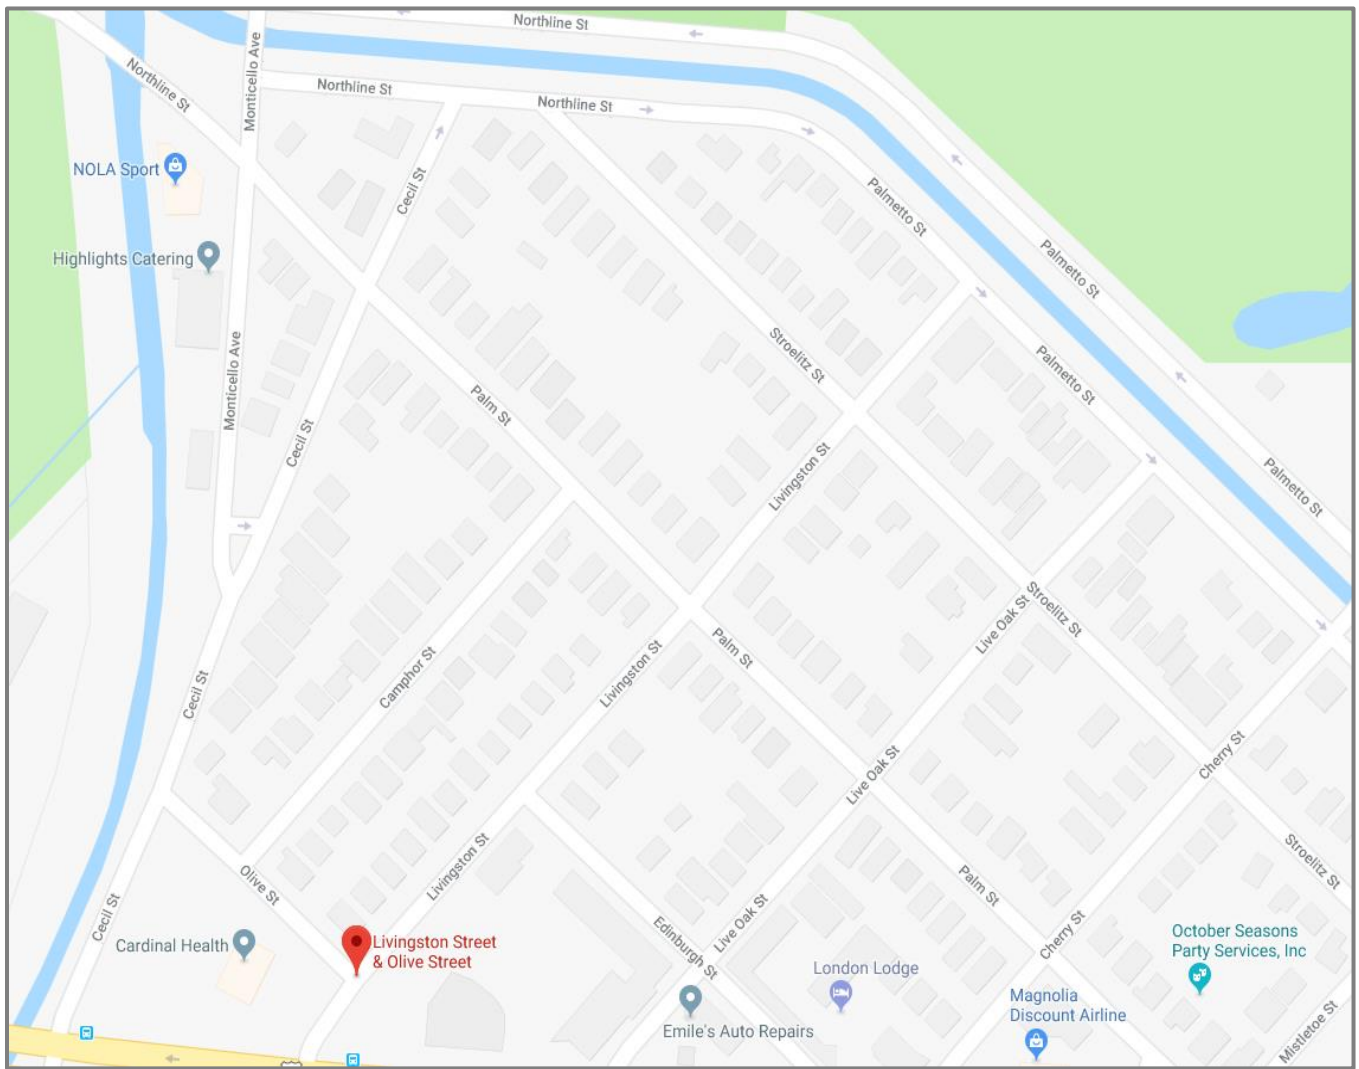 Northline St
Monticello Ave
Northline St
Northline St
Northline St
NOLA Sport
Cecil St
Palmetto St
Highlights Catering
Palmetto St
Stroelitz St
Monticello Ave
Palm St
Palmetto St
Cecil St
Livingston St
Palmetto St
Stroelitz St
Live Oak St
Palm St
Camphor St
Livingston St
Cecil St
Live Oak St
Cherry St
Livingston St
Olive St
Stroelitz St
Palm St
Cecil St
Live Oak St
Edinburgh St
Cherry St
Cardinal Health
Livingston Street
& Olive Street
October Seasons
Party Services, Inc
London Lodge
Magnolia
Discount Airline
Emile's Auto Repairs
Mistletoe St